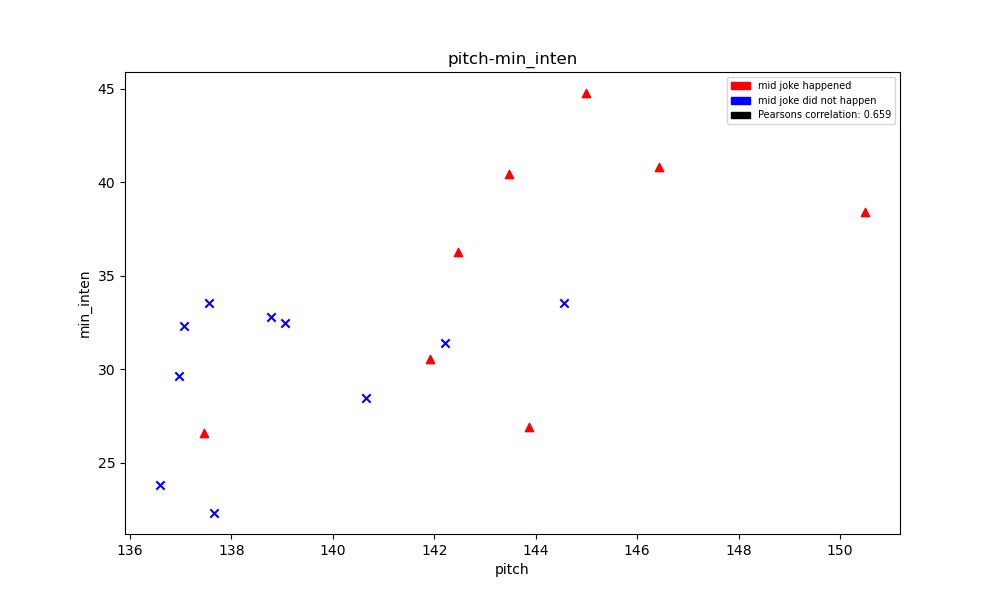 pitch-min_inten
mid joke happened
mid joke did not happen
Pearsons correlation: 0.659
min_inten
45
40
35
30
25
136 138 140 142 144 146 148 150
pitch